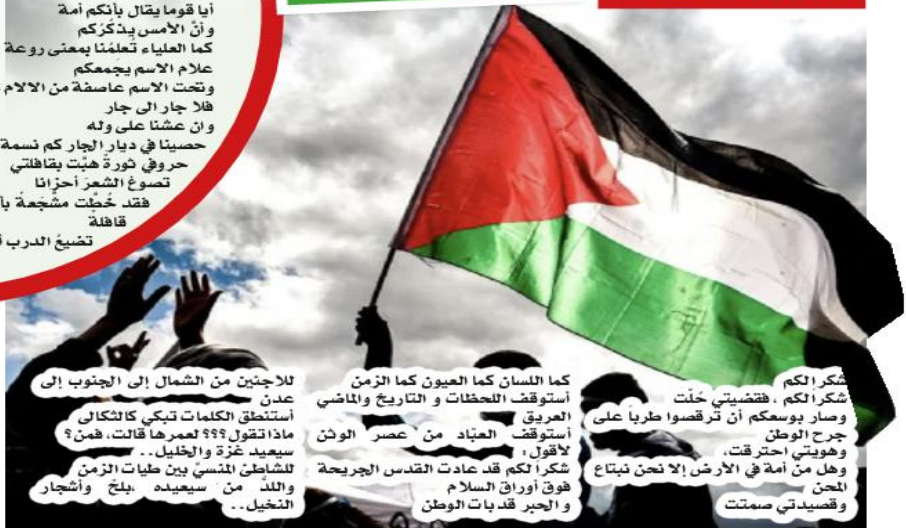 أيا قوما يقال بأنكم أمة
وأنّ الأمس يذكُرُكم
كما العلياء تُعلمُنا بمعنى روعة
علام الاسم يجمعكم
وتحت الاسم عاصفة من الآلام
فلا جار الى جار
وان عشنا على وله
حصينا في ديار الجار كم نسمة
حروفي ثورةً هبّت بقافلتي
تصوغ الشعرَ أحزانا
فقد خُطّت مشجّعةً
قافلةً
تضيعُ الدرب
شكرا لكم
شكرا لكم ، فقضيتي حُلّت
وصار بوسعكم أن ترقصوا طرباً على
جرح الوطن
وهويتي احترقت،
وهل من أمة في الأرض إلا نحن نبتاع
المحن
وقصيدتي صمتت
كما اللسان كما العيون كما الزمن
أستوقف اللحظات و التاريخ والماضي
العريق
أستوقف العبّاد من عصر الوثن
لأقول:
شكرا لكم قد عادت القدس الجريحة
فوق أوراق السلام
و الحبر قد بات الوطن
للاجئين من الشمال إلى الجنوب إلى
عدن
أستنطق الكلمات تبكي كالثكالى
ماذا تقول؟؟؟ لعمرها قالت، فمن؟
سيعيد غزة والخليل..
للشاطئ المنسيّ بين طيات الزمن
واللدّ من سيعيده ،بلحَ وأشجار
النخيل..